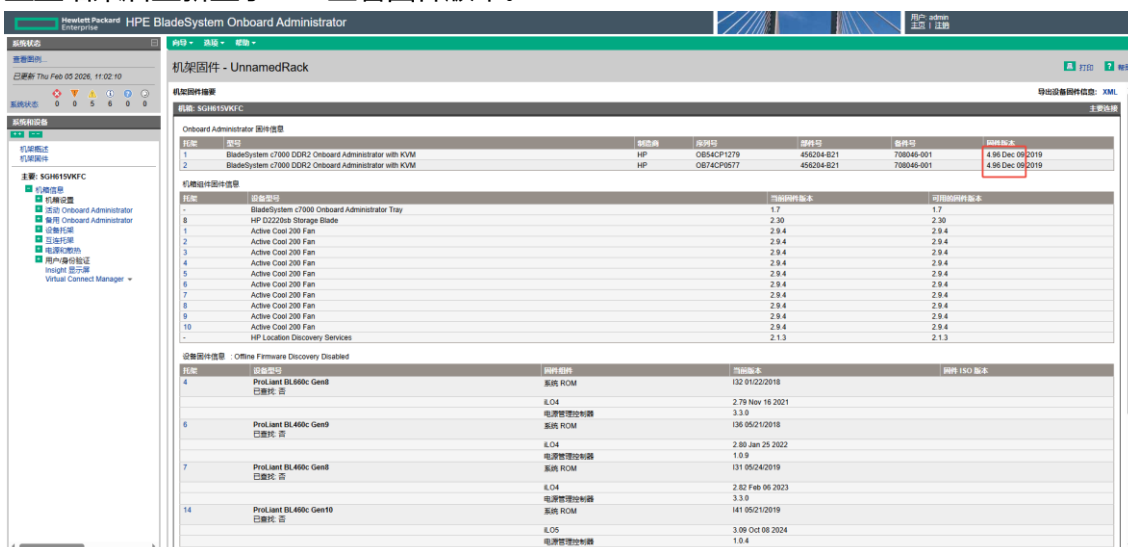 Hewlett Packard Enterprise HPE BladeSystem Onboard Administrator
用户: admin
主页 | 注销
系统状态
向导 选项 帮助
查看图例...
已更新 Thu Feb 05 2026, 11:02:10
系统状态 0 0 5 6 0 0
系统和设备
机架概述
机架固件
主要: SGH615VKFC
机箱信息
机箱设置
活动 Onboard Administrator
备用 Onboard Administrator
设备托架
互连托架
电源和散热
用户/身份验证
Insight 显示屏
Virtual Connect Manager
机架固件 - UnnamedRack
打印 帮助
机架固件摘要
导出设备固件信息: XML
机箱: SGH615VKFC 主要连接
Onboard Administrator 固件信息
托架 型号 制造商 序列号 部件号 备件号 固件版本
1 BladeSystem c7000 DDR2 Onboard Administrator with KVM HP OB54CP1279 456204-B21 708046-001 4.96 Dec 09 2019
2 BladeSystem c7000 DDR2 Onboard Administrator with KVM HP OB74CP0577 456204-B21 708046-001 4.96 Dec 09 2019
机箱组件固件信息
托架 设备型号 当前固件版本 可用的固件版本
- BladeSystem c7000 Onboard Administrator Tray 1.7 1.7
8 HP D2220sb Storage Blade 2.30 2.30
1 Active Cool 200 Fan 2.9.4 2.9.4
2 Active Cool 200 Fan 2.9.4 2.9.4
3 Active Cool 200 Fan 2.9.4 2.9.4
4 Active Cool 200 Fan 2.9.4 2.9.4
5 Active Cool 200 Fan 2.9.4 2.9.4
6 Active Cool 200 Fan 2.9.4 2.9.4
7 Active Cool 200 Fan 2.9.4 2.9.4
8 Active Cool 200 Fan 2.9.4 2.9.4
9 Active Cool 200 Fan 2.9.4 2.9.4
10 Active Cool 200 Fan 2.9.4 2.9.4
- HP Location Discovery Services 2.1.3 2.1.3
设备固件信息 : Offline Firmware Discovery Disabled
托架 设备型号 固件组件 当前版本 固件 ISO 版本
4 ProLiant BL660c Gen8 系统 ROM I32 01/22/2018
已查找: 否
iLO4 2.79 Nov 16 2021
电源管理控制器 3.3.0
6 ProLiant BL460c Gen9 系统 ROM I36 05/21/2018
已查找: 否
iLO4 2.80 Jan 25 2022
电源管理控制器 1.0.9
7 ProLiant BL460c Gen8 系统 ROM I31 05/24/2019
已查找: 否
iLO4 2.82 Feb 06 2023
电源管理控制器 3.3.0
14 ProLiant BL460c Gen10 系统 ROM I41 05/21/2019
已查找: 否
iLO5 3.09 Oct 08 2024
电源管理控制器 1.0.4